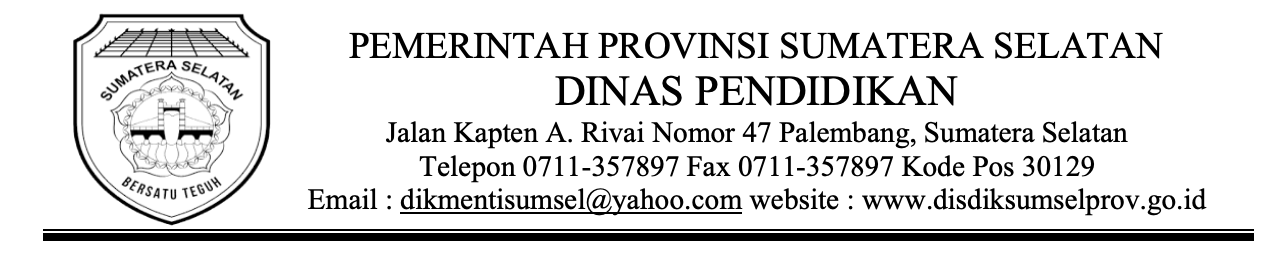 SUMATERA SELATAN
BERSATU TEGUH
PEMERINTAH PROVINSI SUMATERA SELATAN
DINAS PENDIDIKAN
Jalan Kapten A. Rivai Nomor 47 Palembang, Sumatera Selatan
Telepon 0711-357897 Fax 0711-357897 Kode Pos 30129
Email : dikmentisumsel@yahoo.com website : www.disdiksumselprov.go.id